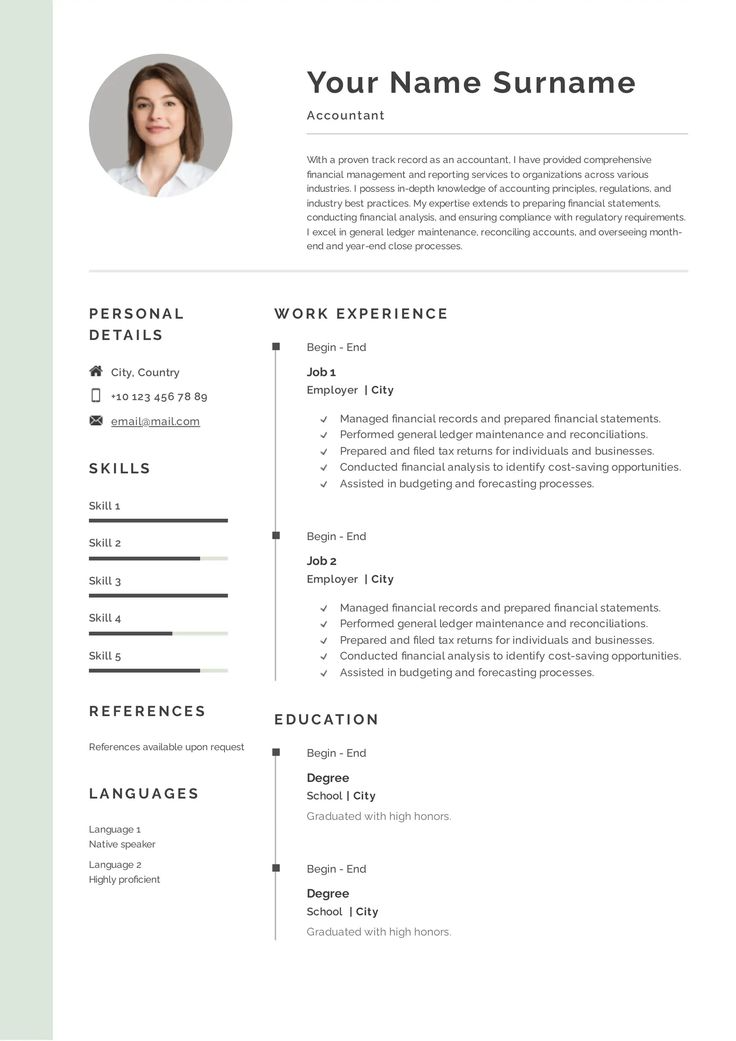 Your Name Surname
Accountant
With a proven track record as an accountant, I have provided comprehensive
financial management and reporting services to organizations across various
industries. I possess in-depth knowledge of accounting principles, regulations, and
industry best practices. My expertise extends to preparing financial statements,
conducting financial analysis, and ensuring compliance with regulatory requirements.
I excel in general ledger maintenance, reconciling accounts, and overseeing month-
end and year-end close processes.
PERSONAL
DETAILS
City, Country
+10 123 456 78 89
email@mail.com
SKILLS
Skill 1
Skill 2
Skill 3
Skill 4
Skill 5
REFERENCES
References available upon request
LANGUAGES
Language 1
Native speaker
Language 2
Highly proficient
WORK EXPERIENCE
Begin - End
Job 1
Employer | City
Managed financial records and prepared financial statements.
Performed general ledger maintenance and reconciliations.
Prepared and filed tax returns for individuals and businesses.
Conducted financial analysis to identify cost-saving opportunities.
Assisted in budgeting and forecasting processes.
Begin - End
Job 2
Employer | City
Managed financial records and prepared financial statements.
Performed general ledger maintenance and reconciliations.
Prepared and filed tax returns for individuals and businesses.
Conducted financial analysis to identify cost-saving opportunities.
Assisted in budgeting and forecasting processes.
EDUCATION
Begin - End
Degree
School | City
Graduated with high honors.
Begin - End
Degree
School | City
Graduated with high honors.